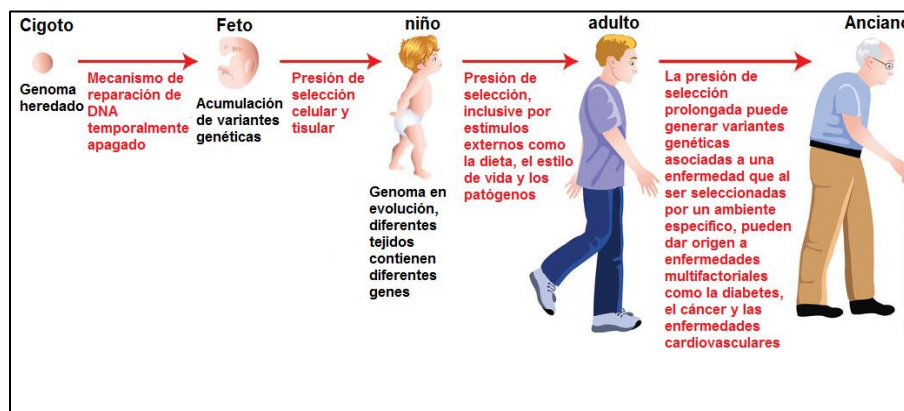 Cigoto
Genoma
heredado
Mecanismo de
reparación de
DNA
temporalmente
apagado
Feto
Acumulación de
variantes
genéticas
Presión de
selección
celular y
tisular
niño
Genoma en
evolución,
diferentes
tejidos
contienen
diferentes
genes
Presión de
selección,
inclusive por
estímulos
externos como
la dieta, el estilo
de vida y los
patógenos
adulto
La presión de
selección
prolongada puede
generar variantes
genéticas
asociadas a una
enfermedad que al
ser seleccionadas
por un ambiente
específico, pueden
dar origen a
enfermedades
multifactoriales
como la diabetes,
el cáncer y las
enfermedades
cardiovasculares
Anciano